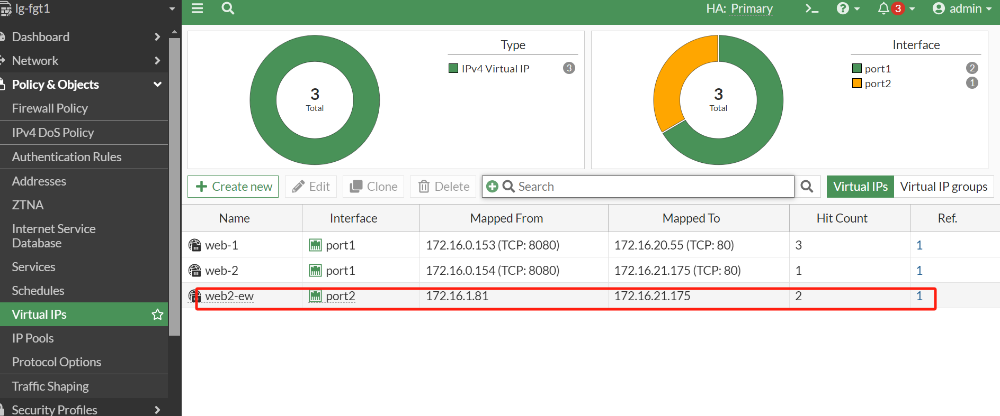 lg-fgt1
HA: Primary
3
admin
Dashboard
Network
Policy & Objects
Firewall Policy
IPv4 DoS Policy
Authentication Rules
Addresses
ZTNA
Internet Service
Database
Services
Schedules
Virtual IPs
IP Pools
Protocol Options
Traffic Shaping
Security Profiles
3
Total
Type
IPv4 Virtual IP 3
3
Total
Interface
port1 2
port2 1
Create new Edit Clone Delete Search Virtual IPs Virtual IP groups
Name Interface Mapped From Mapped To Hit Count Ref.
web-1 port1 172.16.0.153 (TCP: 8080) 172.16.20.55 (TCP: 80) 3 1
web-2 port1 172.16.0.154 (TCP: 8080) 172.16.21.175 (TCP: 80) 1 1
web2-ew port2 172.16.1.81 172.16.21.175 2 1